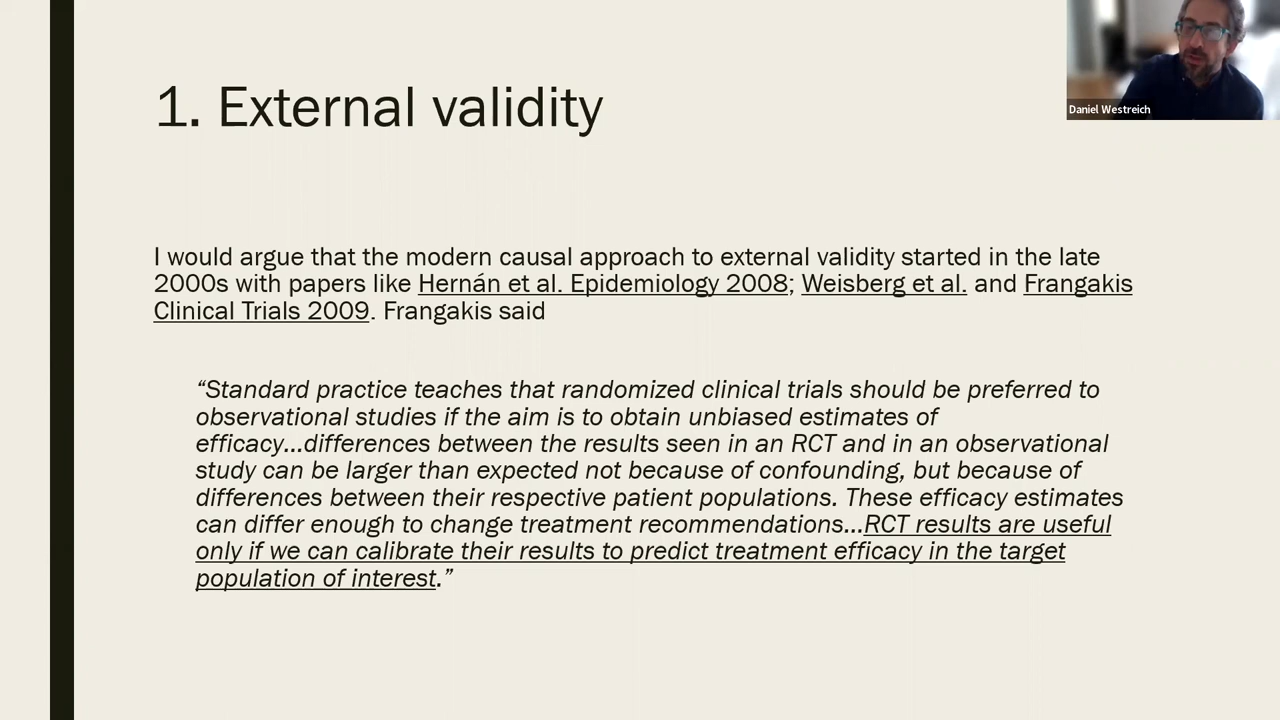 1. External validity
Daniel Westreich
I would argue that the modern causal approach to external validity started in the late
2000s with papers like Hernán et al. Epidemiology 2008; Weisberg et al. and Frangakis
Clinical Trials 2009. Frangakis said
“Standard practice teaches that randomized clinical trials should be preferred to
observational studies if the aim is to obtain unbiased estimates of
efficacy...differences between the results seen in an RCT and in an observational
study can be larger than expected not because of confounding, but because of
differences between their respective patient populations. These efficacy estimates
can differ enough to change treatment recommendations...RCT results are useful
only if we can calibrate their results to predict treatment efficacy in the target
population of interest.”